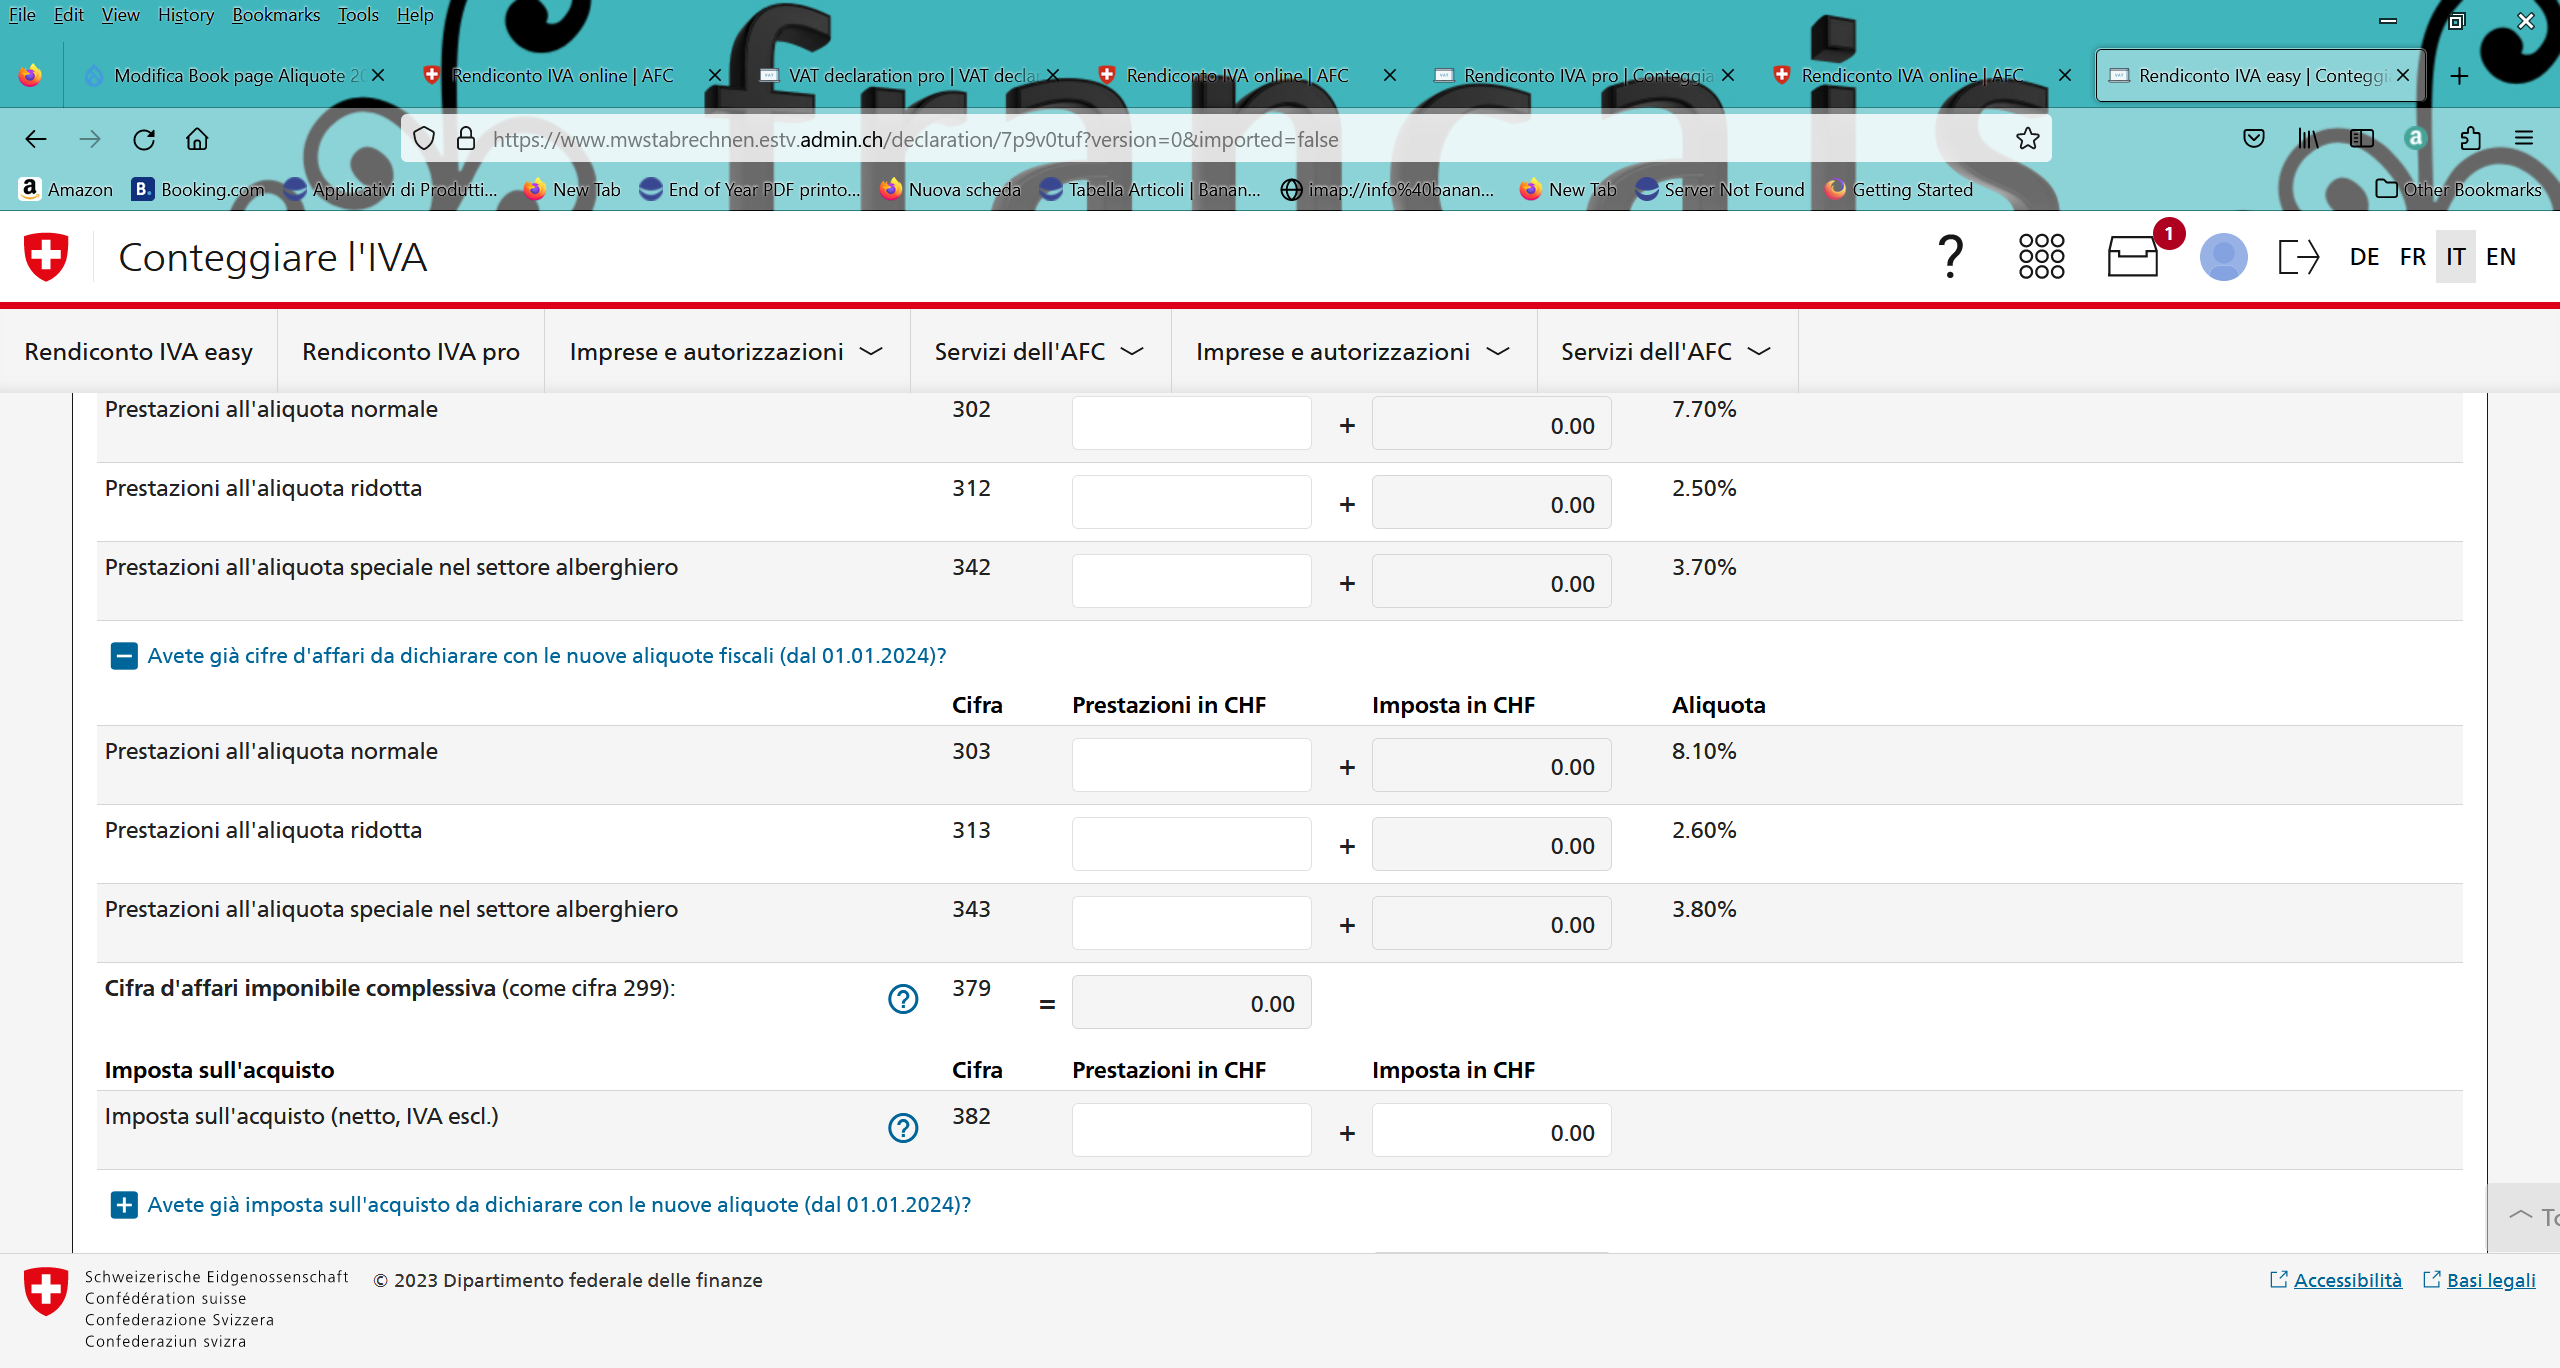 File Edit View History Bookmarks Tools Help
Modifica Book page Aliquote 20
Rendiconto IVA online | AFC
VAT declaration pro | VAT decla
Rendiconto IVA online | AFC
Rendiconto IVA pro | Conteggia
Rendiconto IVA online | AFC
Rendiconto IVA easy | Conteggi
français
https://www.mwstabrechnen.estv.admin.ch/declaration/7p9v0tuf?version=0&imported=false
Amazon Booking.com Applicativi di Produtti... New Tab End of Year PDF printo... Nuova scheda Tabella Articoli | Banan... imap://info%40banan... New Tab Server Not Found Getting Started Other Bookmarks
Conteggiare l'IVA ? 1 DE FR IT EN
Rendiconto IVA easy Rendiconto IVA pro Imprese e autorizzazioni Servizi dell'AFC Imprese e autorizzazioni Servizi dell'AFC
Prestazioni all'aliquota normale 302 + 0.00 7.70%
Prestazioni all'aliquota ridotta 312 + 0.00 2.50%
Prestazioni all'aliquota speciale nel settore alberghiero 342 + 0.00 3.70%
Avete già cifre d'affari da dichiarare con le nuove aliquote fiscali (dal 01.01.2024)?
Cifra Prestazioni in CHF Imposta in CHF Aliquota
Prestazioni all'aliquota normale 303 + 0.00 8.10%
Prestazioni all'aliquota ridotta 313 + 0.00 2.60%
Prestazioni all'aliquota speciale nel settore alberghiero 343 + 0.00 3.80%
Cifra d'affari imponibile complessiva (come cifra 299): ? 379 = 0.00
Imposta sull'acquisto Cifra Prestazioni in CHF Imposta in CHF
Imposta sull'acquisto (netto, IVA escl.) ? 382 + 0.00
Avete già imposta sull'acquisto da dichiarare con le nuove aliquote (dal 01.01.2024)?
Schweizerische Eidgenossenschaft
Confédération suisse
Confederazione Svizzera
Confederaziun svizra
© 2023 Dipartimento federale delle finanze
Accessibilità Basi legali